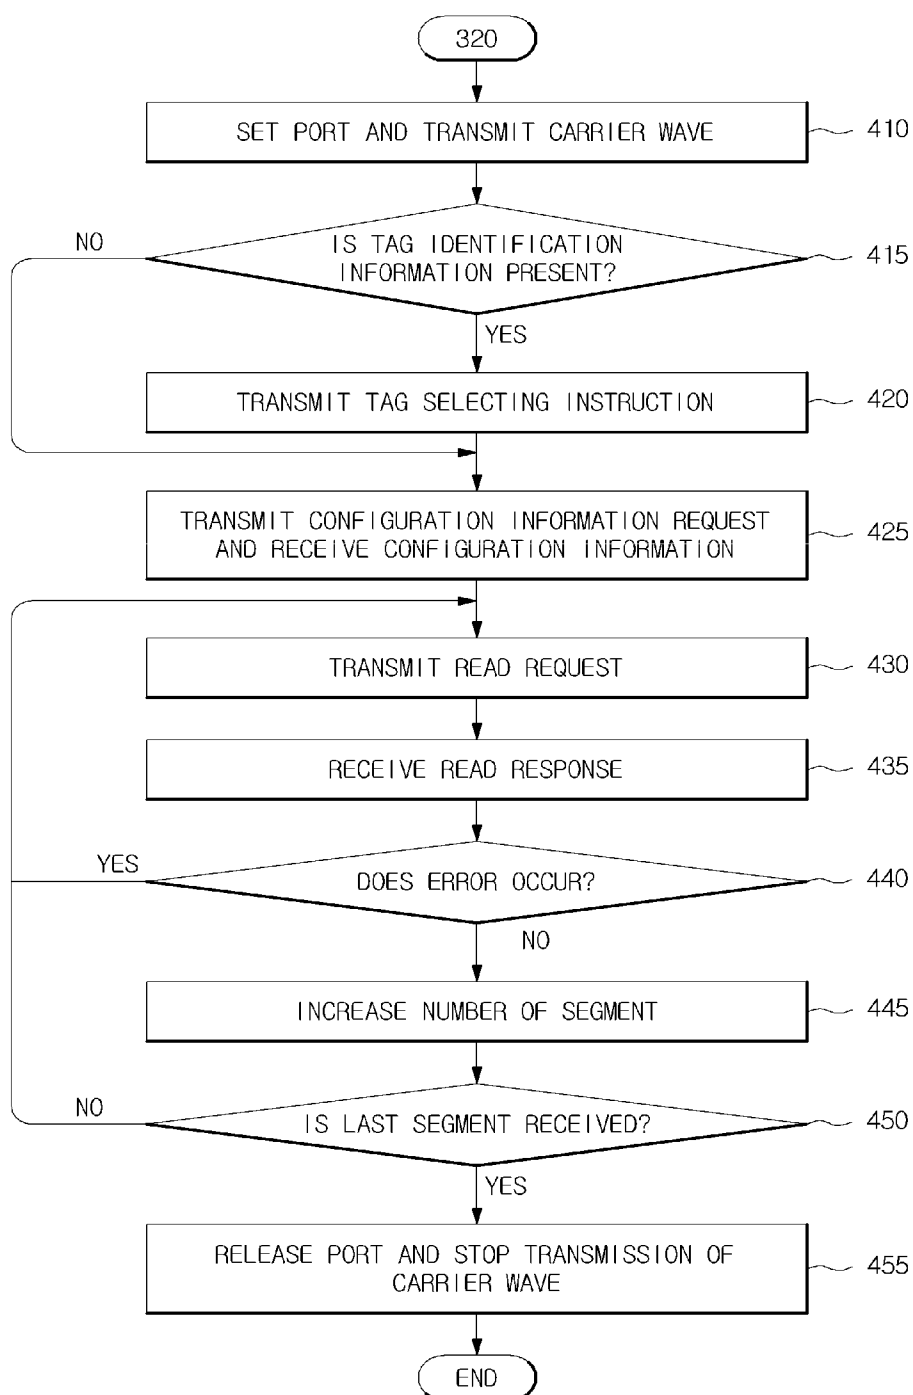 320
SET PORT AND TRANSMIT CARRIER WAVE
410
NO
IS TAG IDENTIFICATION
INFORMATION PRESENT?
415
YES
TRANSMIT TAG SELECTING INSTRUCTION
420
TRANSMIT CONFIGURATION INFORMATION REQUEST
AND RECEIVE CONFIGURATION INFORMATION
425
TRANSMIT READ REQUEST
430
RECEIVE READ RESPONSE
435
YES
DOES ERROR OCCUR?
440
NO
INCREASE NUMBER OF SEGMENT
445
NO
IS LAST SEGMENT RECEIVED?
450
YES
RELEASE PORT AND STOP TRANSMISSION OF
CARRIER WAVE
455
END